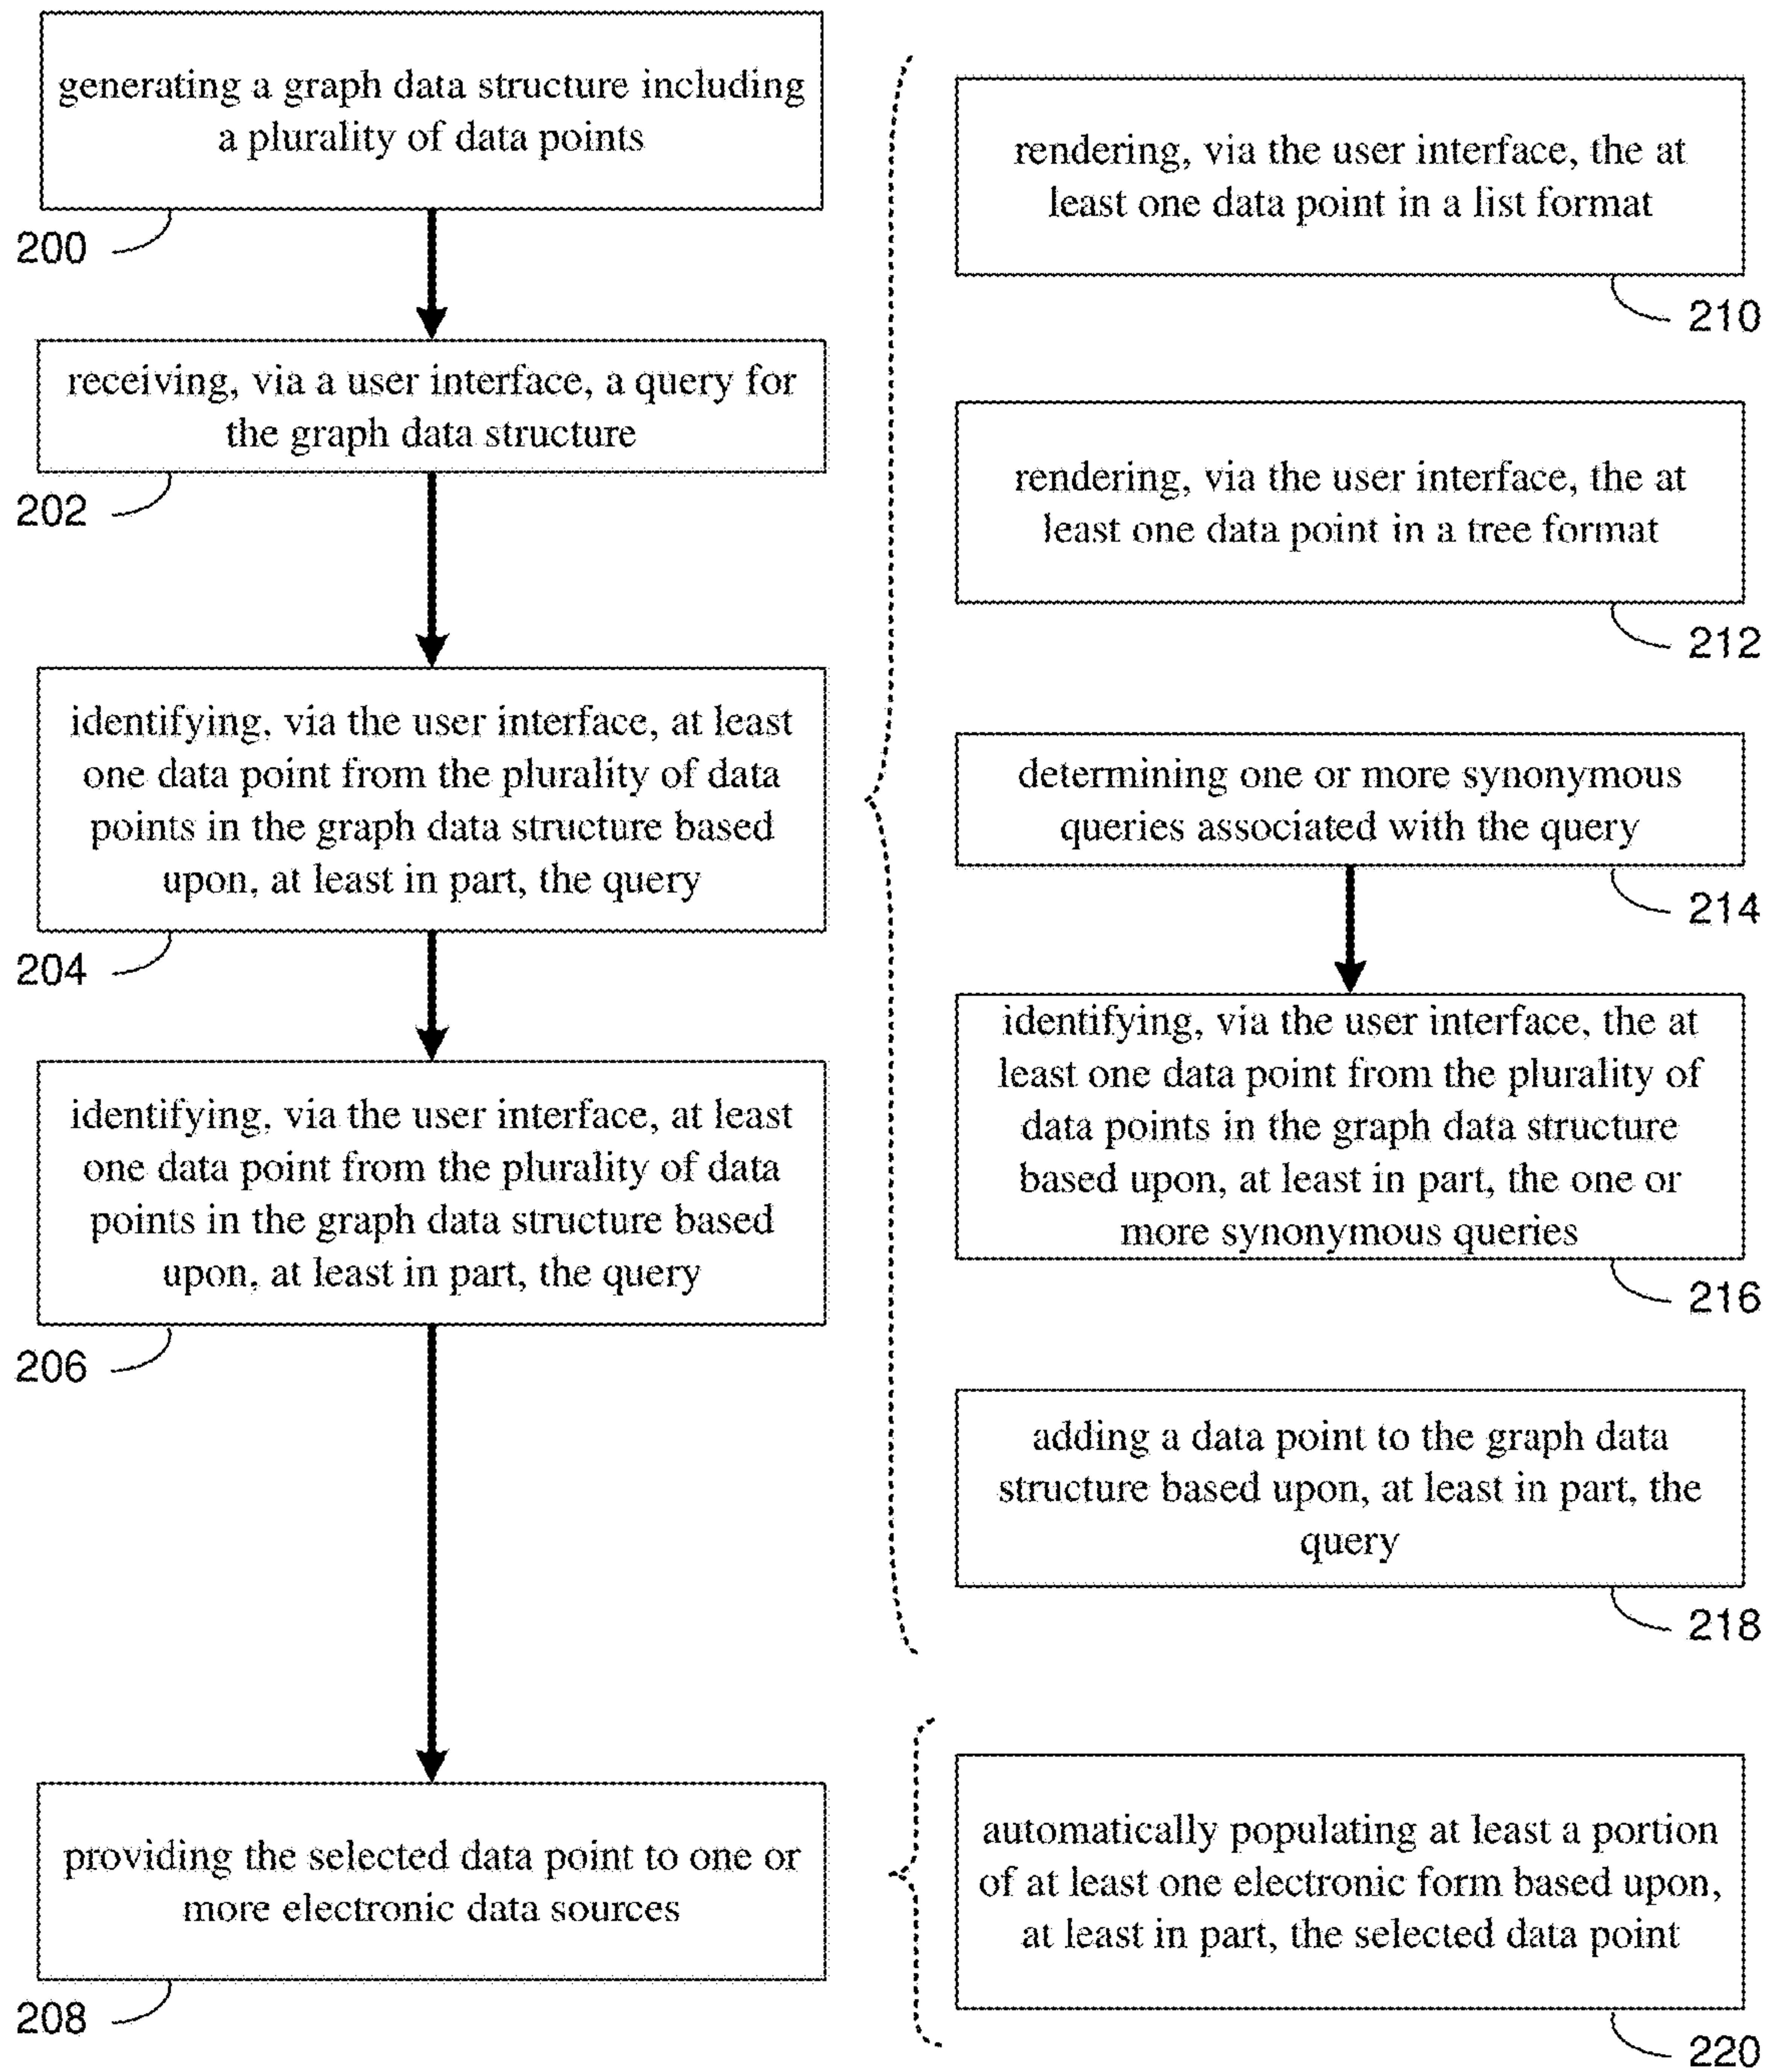 generating a graph data structure including
a plurality of data points
200
receiving, via a user interface, a query for
the graph data structure
202
identifying, via the user interface, at least
one data point from the plurality of data
points in the graph data structure based
upon, at least in part, the query
204
identifying, via the user interface, at least
one data point from the plurality of data
points in the graph data structure based
upon, at least in part, the query
206
providing the selected data point to one or
more electronic data sources
208
rendering, via the user interface, the at
least one data point in a list format
210
rendering, via the user interface, the at
least one data point in a tree format
212
determining one or more synonymous
queries associated with the query
214
identifying, via the user interface, the at
least one data point from the plurality of
data points in the graph data structure
based upon, at least in part, the one or
more synonymous queries
216
adding a data point to the graph data
structure based upon, at least in part, the
query
218
automatically populating at least a portion
of at least one electronic form based upon,
at least in part, the selected data point
220